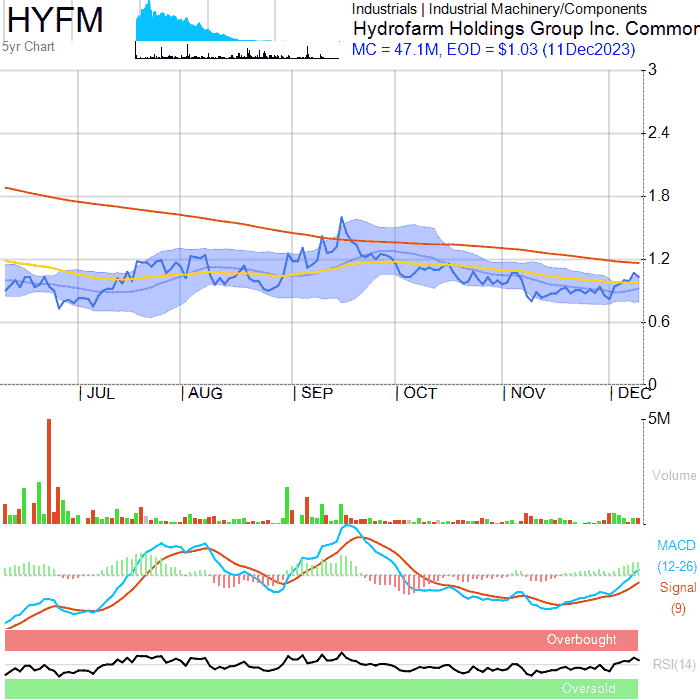 HYFM
5yr Chart
Industrials | Industrial Machinery/Components
Hydrofarm Holdings Group Inc. Common
MC = 47.1M, EOD = $1.03 (11Dec2023)
3
2.4
1.8
1.2
0.6
0
JUL AUG SEP OCT NOV DEC
5M
Volume
MACD
(12-26)
Signal
(9)
Overbought
RSI(14)
Oversold